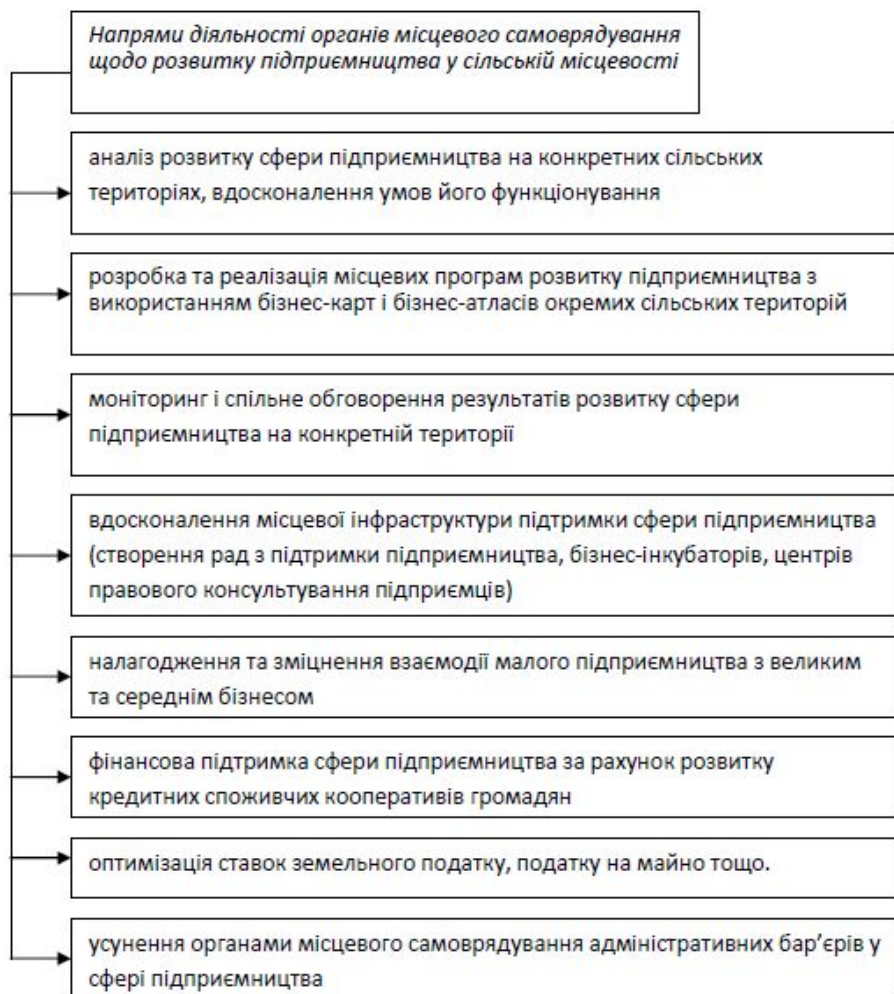 Напрями діяльності органів місцевого самоврядування
щодо розвитку підприємництва у сільській місцевості
аналіз розвитку сфери підприємництва на конкретних сільських
територіях, вдосконалення умов його функціонування
розробка та реалізація місцевих програм розвитку підприємництва з
використанням бізнес-карт і бізнес-атласів окремих сільських територій
моніторинг і спільне обговорення результатів розвитку сфери
підприємництва на конкретній території
вдосконалення місцевої інфраструктури підтримки сфери підприємництва
(створення рад з підтримки підприємництва, бізнес-інкубаторів, центрів
правового консультування підприємців)
налагодження та зміцнення взаємодії малого підприємництва з великим
та середнім бізнесом
фінансова підтримка сфери підприємництва за рахунок розвитку
кредитних споживчих кооперативів громадян
оптимізація ставок земельного податку, податку на майно тощо.
усунення органами місцевого самоврядування адміністративних бар’єрів у
сфері підприємництва